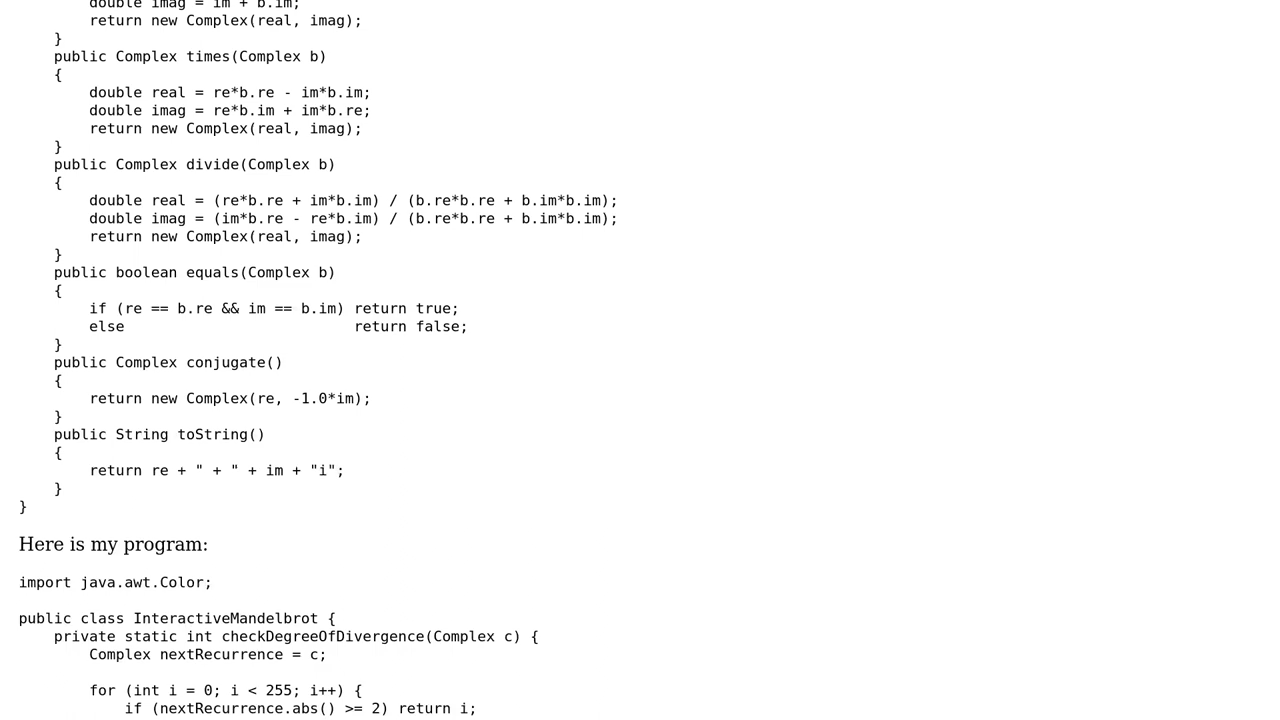 double imag = im + b.im;
        return new Complex(real, imag);
    }
    public Complex times(Complex b)
    {
        double real = re*b.re - im*b.im;
        double imag = re*b.im + im*b.re;
        return new Complex(real, imag);
    }
    public Complex divide(Complex b)
    {
        double real = (re*b.re + im*b.im) / (b.re*b.re + b.im*b.im);
        double imag = (im*b.re - re*b.im) / (b.re*b.re + b.im*b.im);
        return new Complex(real, imag);
    }
    public boolean equals(Complex b)
    {
        if (re == b.re && im == b.im) return true;
        else                          return false;
    }
    public Complex conjugate()
    {
        return new Complex(re, -1.0*im);
    }
    public String toString()
    {
        return re + " + " + im + "i";
    }
}
Here is my program:
import java.awt.Color;

public class InteractiveMandelbrot {
    private static int checkDegreeOfDivergence(Complex c) {
        Complex nextRecurrence = c;

        for (int i = 0; i < 255; i++) {
            if (nextRecurrence.abs() >= 2) return i;